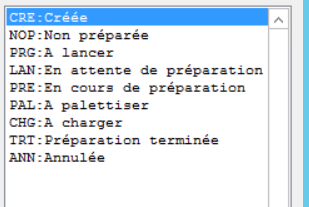 CRE:Créée
NOP:Non préparée
PRG:A lancer
LAN:En attente de préparation
PRE:En cours de préparation
PAL:A palettiser
CHG:A charger
TRT:Préparation terminée
ANN:Annulée